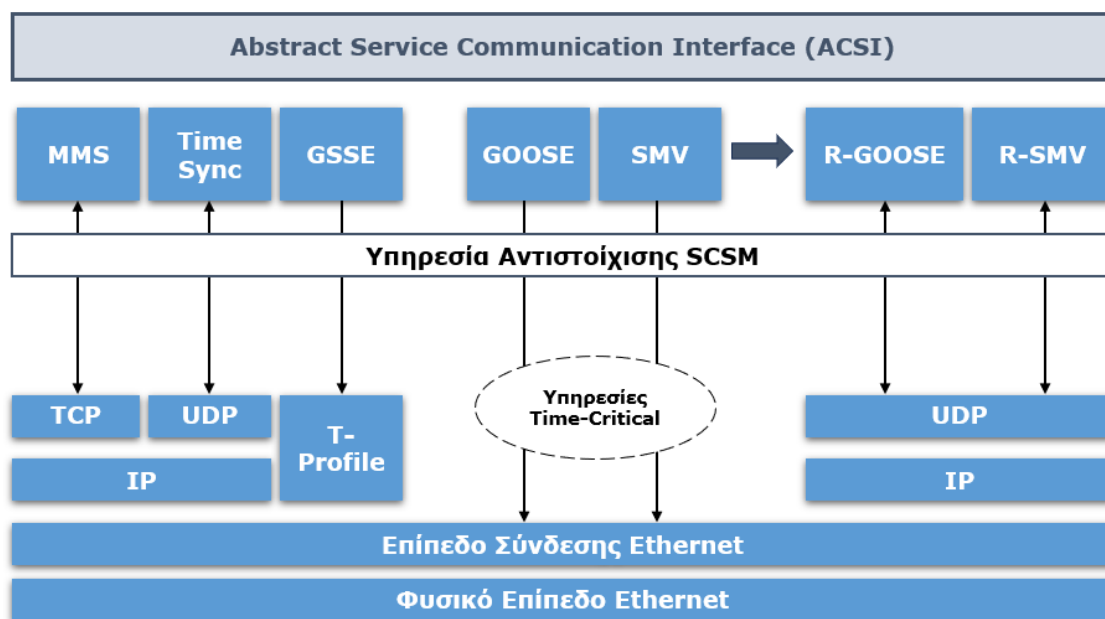 Abstract Service Communication Interface (ACSI)
MMS
Time
Sync
GSSE
GOOSE
SMV
R-GOOSE
R-SMV
Υπηρεσία Αντιστοίχισης SCSM
Υπηρεσίες
Time-Critical
TCP
UDP
T-
Profile
UDP
IP
IP
Επίπεδο Σύνδεσης Ethernet
Φυσικό Επίπεδο Ethernet